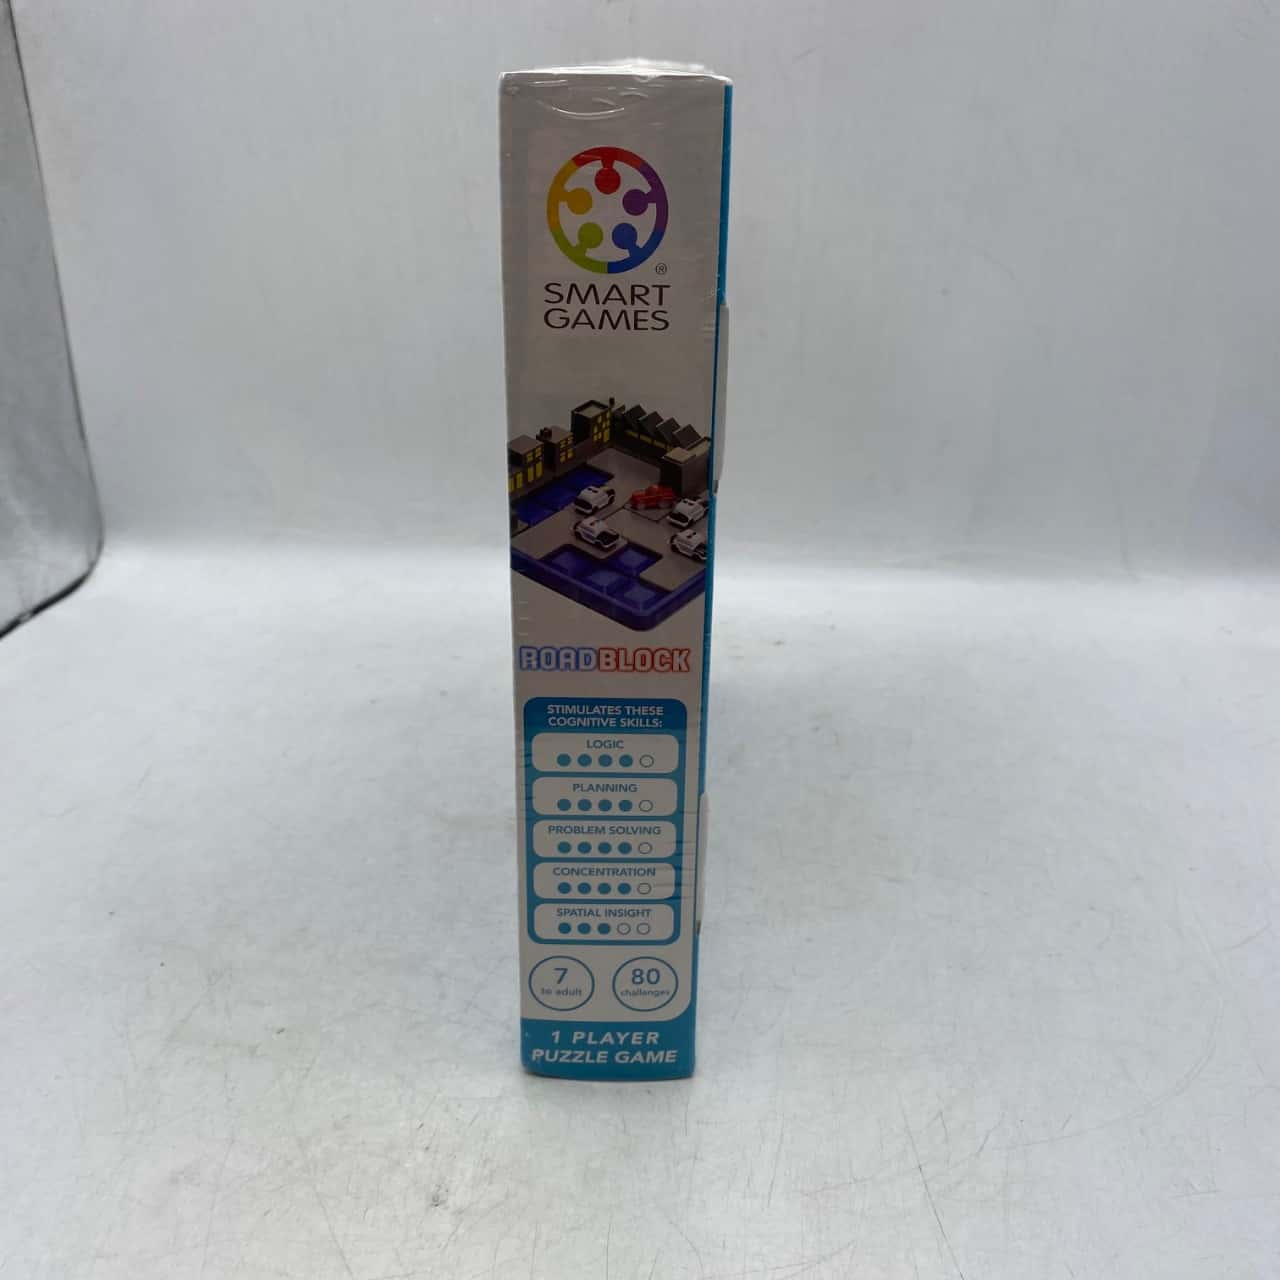 ®
SMART
GAMES
ROADBLOCK
STIMULATES THESE
COGNITIVE SKILLS:
LOGIC
PLANNING
PROBLEM SOLVING
CONCENTRATION
SPATIAL INSIGHT
7
to adult
80
challenges
1 PLAYER
PUZZLE GAME